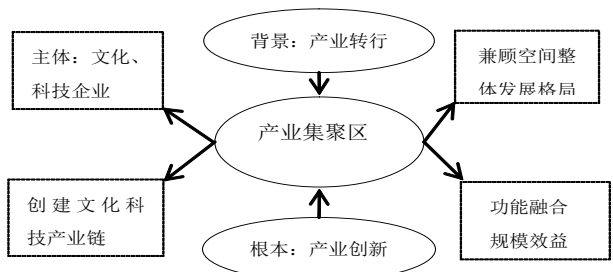 背景：产业转行
主体：文化、
科技企业
兼顾空间整
体发展格局
产业集聚区
创建文化科
技产业链
功能融合
规模效益
根本：产业创新